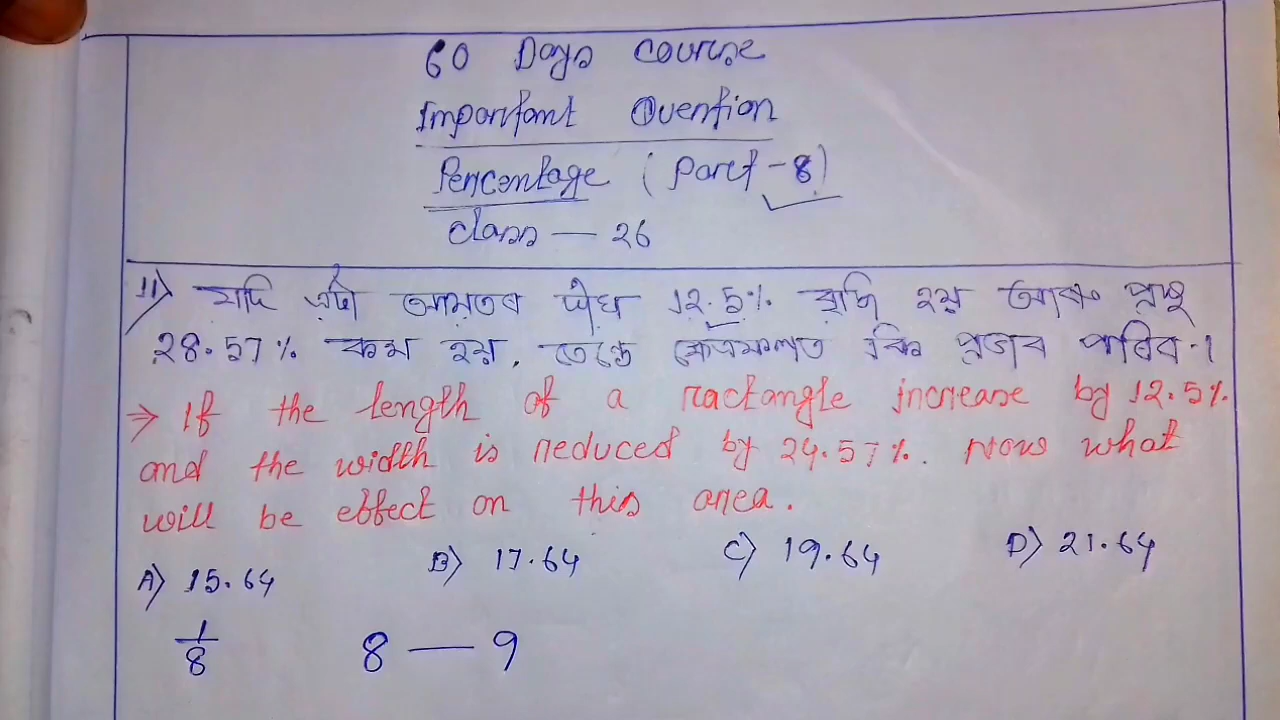 60 Days Course
Important Question
Percentage (Part-8)
Class — 26
11) যদি এটা আয়তৰ দীঘ 12.5% বৃদ্ধি হয় আৰু প্ৰস্থ
28.57% কম হয়, তেন্তে ক্ষেত্ৰফলত কি প্ৰভাৱ পৰিব.।
⇒ If the length of a ractangle increase by 12.5%
and the width is reduced by 24.57%. Now what
will be effect on this area.
A) 15.64 B) 17.64 C) 19.64 D) 21.64
1/8 8 — 9